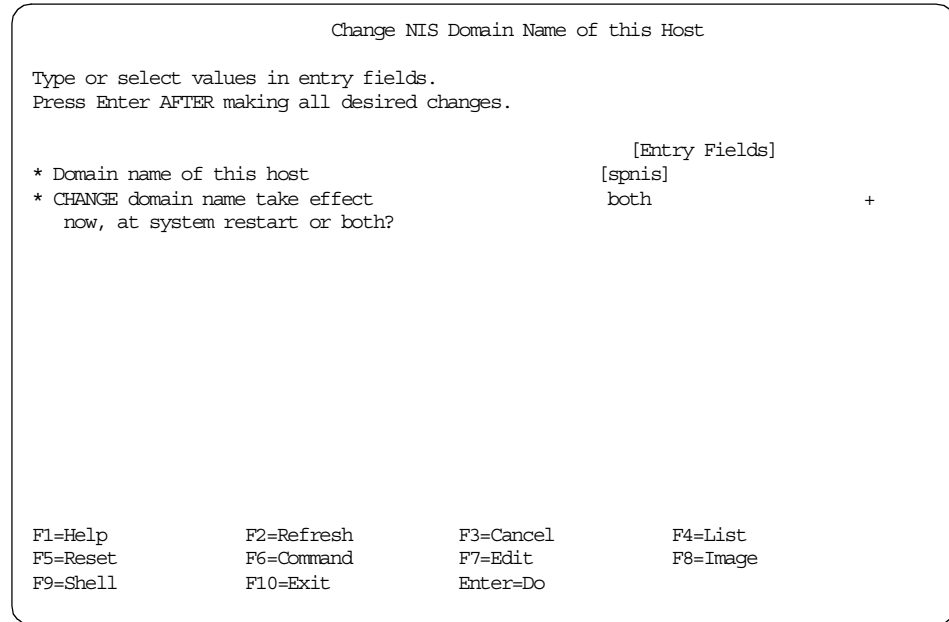 Change NIS Domain Name of this Host
Type or select values in entry fields.
Press Enter AFTER making all desired changes.
[Entry Fields]
* Domain name of this host [spnis]
* CHANGE domain name take effect both +
now, at system restart or both?
F1=Help F2=Refresh F3=Cancel F4=List
F5=Reset F6=Command F7=Edit F8=Image
F9=Shell F10=Exit Enter=Do